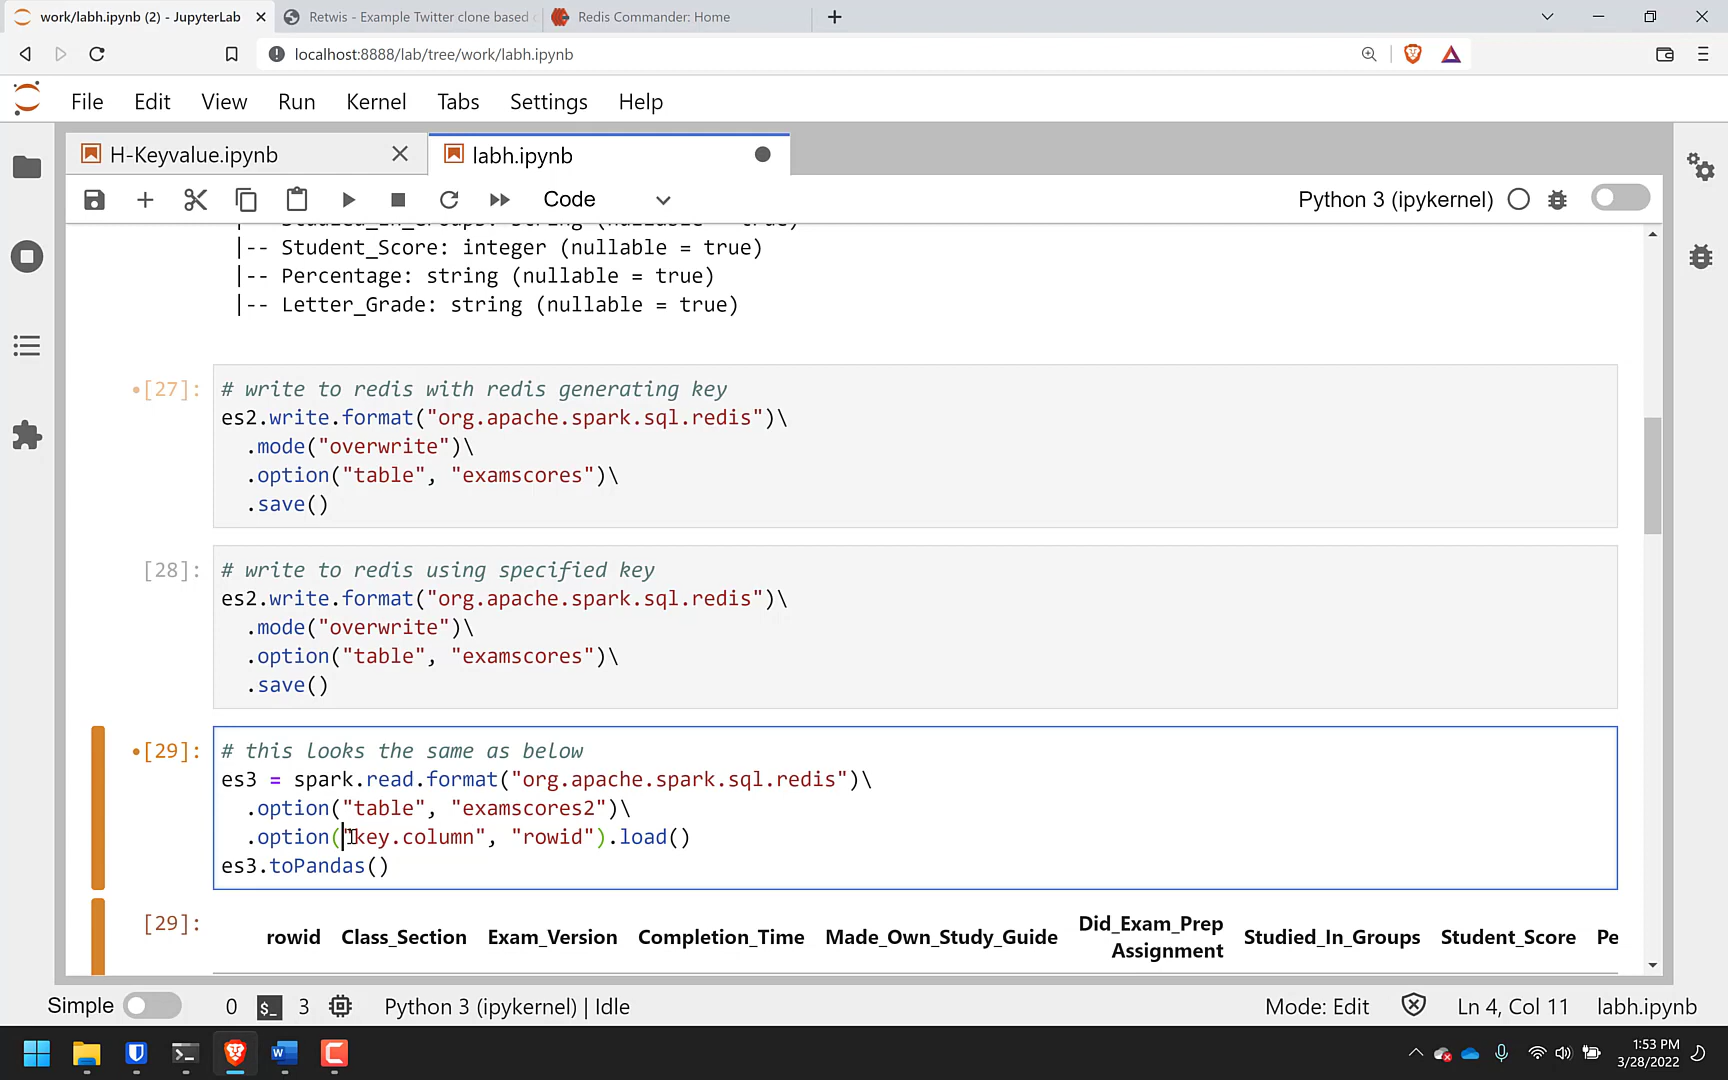 work/labh.ipynb (2) - JupyterLab
Retwis - Example Twitter clone based
Redis Commander: Home
localhost:8888/lab/tree/work/labh.ipynb
File Edit View Run Kernel Tabs Settings Help
H-Keyvalue.ipynb
labh.ipynb
Code
Python 3 (ipykernel)
|-- Studied_In_Groups: string (nullable = true)
|-- Student_Score: integer (nullable = true)
|-- Percentage: string (nullable = true)
|-- Letter_Grade: string (nullable = true)
[27]:
# write to redis with redis generating key
es2.write.format("org.apache.spark.sql.redis")\
.mode("overwrite")\
.option("table", "examscores")\
.save()
[28]:
# write to redis using specified key
es2.write.format("org.apache.spark.sql.redis")\
.mode("overwrite")\
.option("table", "examscores")\
.save()
[29]:
# this looks the same as below
es3 = spark.read.format("org.apache.spark.sql.redis")\
.option("table", "examscores2")\
.option("key.column", "rowid").load()
es3.toPandas()
[29]:
rowid Class_Section Exam_Version Completion_Time Made_Own_Study_Guide Did_Exam_Prep Assignment Studied_In_Groups Student_Score Pe
Simple 0 $_ 3 Python 3 (ipykernel) | Idle Mode: Edit Ln 4, Col 11 labh.ipynb
1:53 PM
3/28/2022